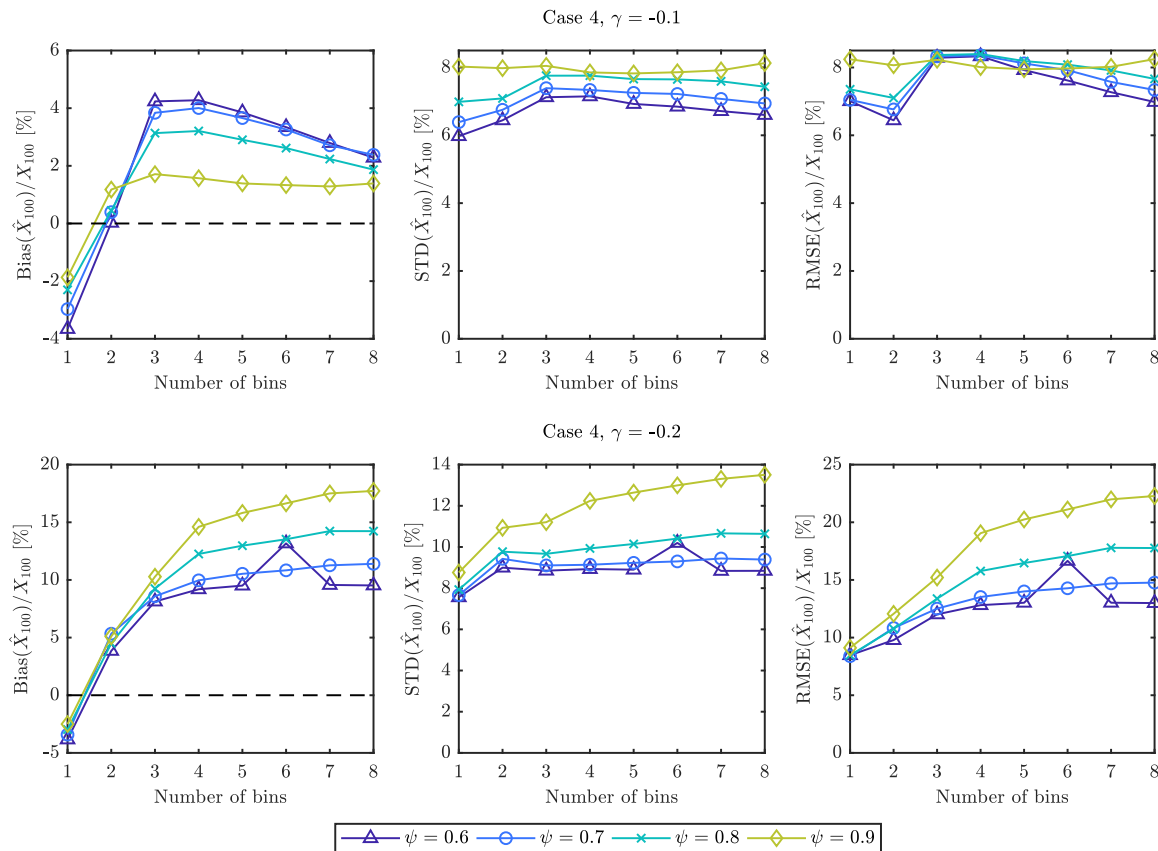 Case 4, γ = -0.1
Bias(X̂₁₀₀)/X₁₀₀ [%]
6
4
2
0
-2
-4
1 2 3 4 5 6 7 8
Number of bins
STD(X̂₁₀₀)/X₁₀₀ [%]
8
6
4
2
0
1 2 3 4 5 6 7 8
Number of bins
RMSE(X̂₁₀₀)/X₁₀₀ [%]
8
6
4
2
0
1 2 3 4 5 6 7 8
Number of bins
Case 4, γ = -0.2
Bias(X̂₁₀₀)/X₁₀₀ [%]
20
15
10
5
0
-5
1 2 3 4 5 6 7 8
Number of bins
STD(X̂₁₀₀)/X₁₀₀ [%]
14
12
10
8
6
4
2
0
1 2 3 4 5 6 7 8
Number of bins
RMSE(X̂₁₀₀)/X₁₀₀ [%]
25
20
15
10
5
0
1 2 3 4 5 6 7 8
Number of bins
ψ = 0.6 ψ = 0.7 ψ = 0.8 ψ = 0.9